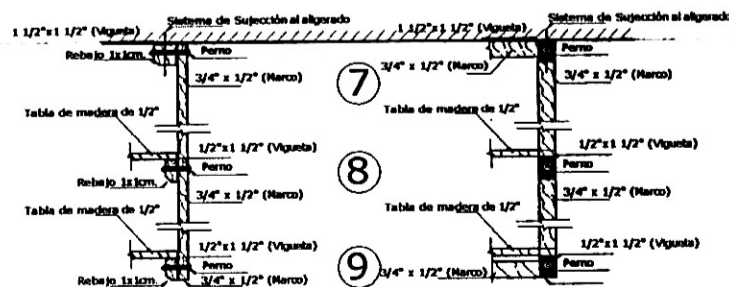 Sistema de Sujección al aligerado
1 1/2"x1 1/2" (Vigueta)
Rebajo 1x1cm.
Perno
3/4" x 1/2" (Marco)
Tabla de madera de 1/2"
1/2"x1 1/2" (Vigueta)
Perno
Rebajo 1x1cm.
3/4" x 1/2" (Marco)
Tabla de madera de 1/2"
1/2"x1 1/2" (Vigueta)
Perno
Rebajo 1x1cm.
3/4" x 1/2" (Marco)
7
8
9
Sistema de Sujección al aligerado
1 1/2"x1 1/2" (Vigueta)
Perno
3/4" x 1/2" (Marco)
3/4" x 1/2" (Marco)
Tabla de madera de 1/2"
1/2"x1 1/2" (Vigueta)
Perno
3/4" x 1/2" (Marco)
Tabla de madera de 1/2"
1/2"x1 1/2" (Vigueta)
Perno
3/4" x 1/2" (Marco)